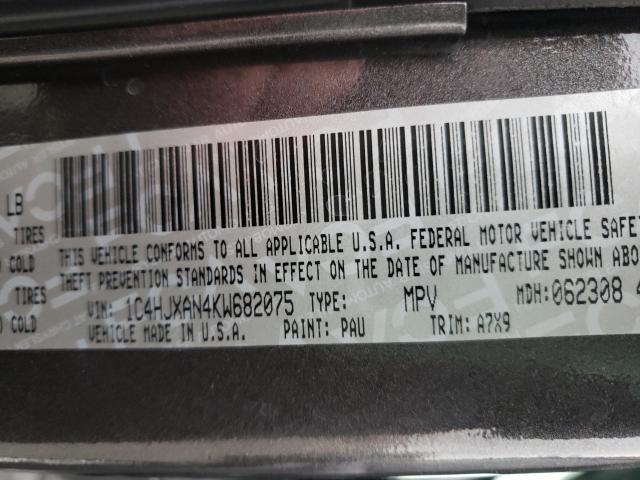 LB
TIRES
COLD
THIS VEHICLE CONFORMS TO ALL APPLICABLE U.S.A. FEDERAL MOTOR VEHICLE SAFE
THEFT PREVENTION STANDARDS IN EFFECT ON THE DATE OF MANUFACTURE SHOWN ABO
TIRES
VIN: 1C4HJXAN4KW682075 TYPE: MPV MDH:062308 4
COLD
VEHICLE MADE IN U.S.A. PAINT: PAU TRIM: A7X9